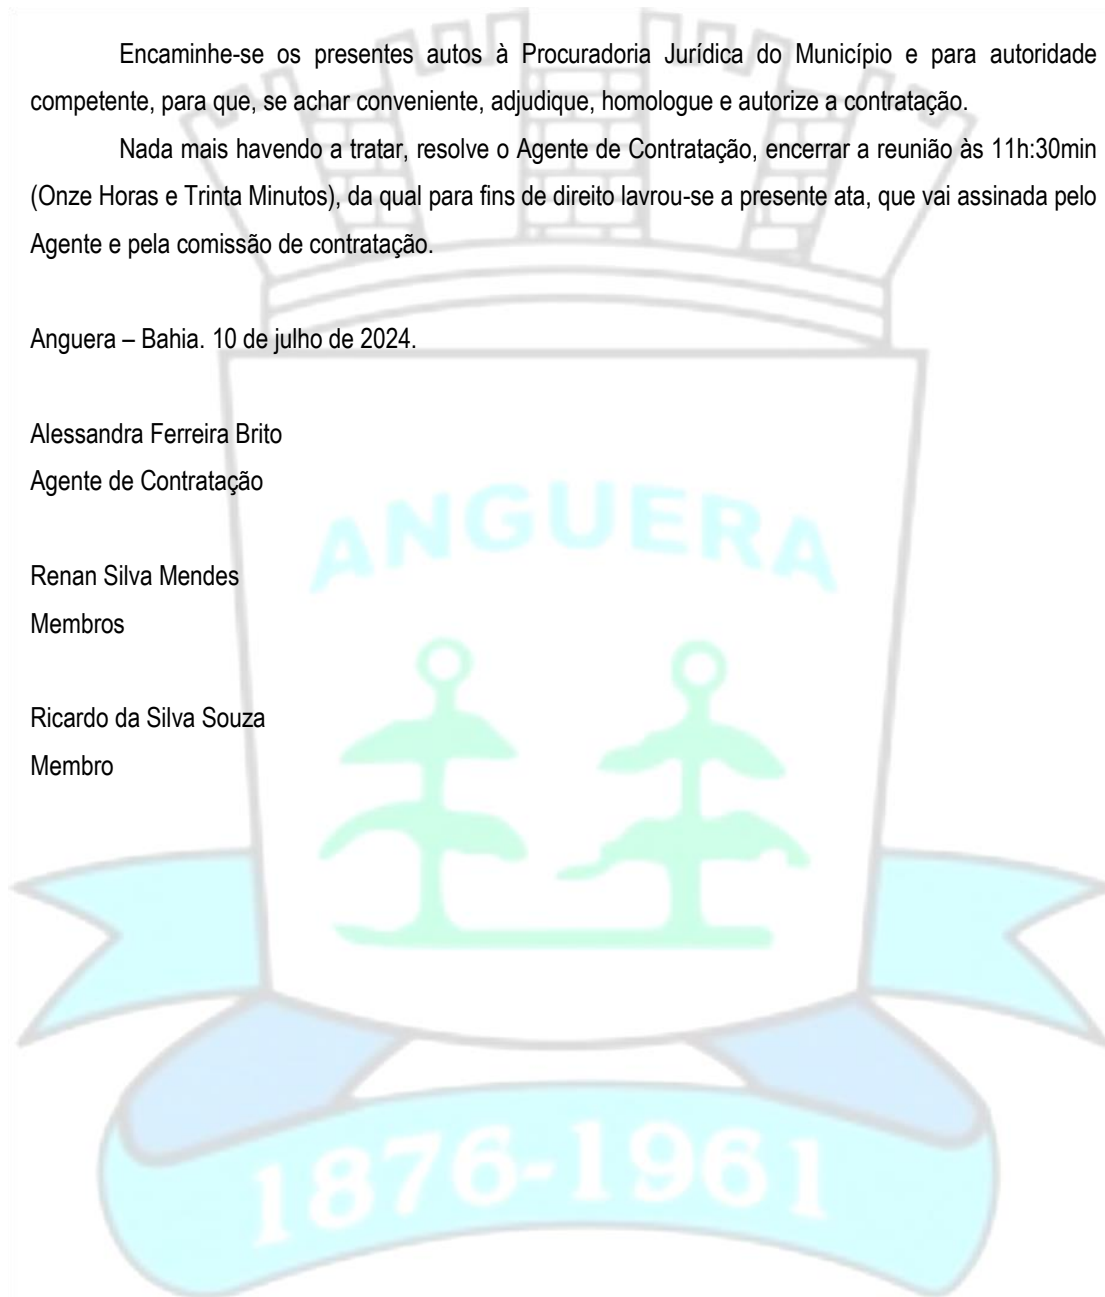 Encaminhe-se os presentes autos à Procuradoria Jurídica do Município e para autoridade
competente, para que, se achar conveniente, adjudique, homologue e autorize a contratação.
Nada mais havendo a tratar, resolve o Agente de Contratação, encerrar a reunião às 11h:30min
(Onze Horas e Trinta Minutos), da qual para fins de direito lavrou-se a presente ata, que vai assinada pelo
Agente e pela comissão de contratação.
Anguera – Bahia. 10 de julho de 2024.
Alessandra Ferreira Brito
Agente de Contratação
Renan Silva Mendes
Membros
Ricardo da Silva Souza
Membro
ANGUERA
1876-1961